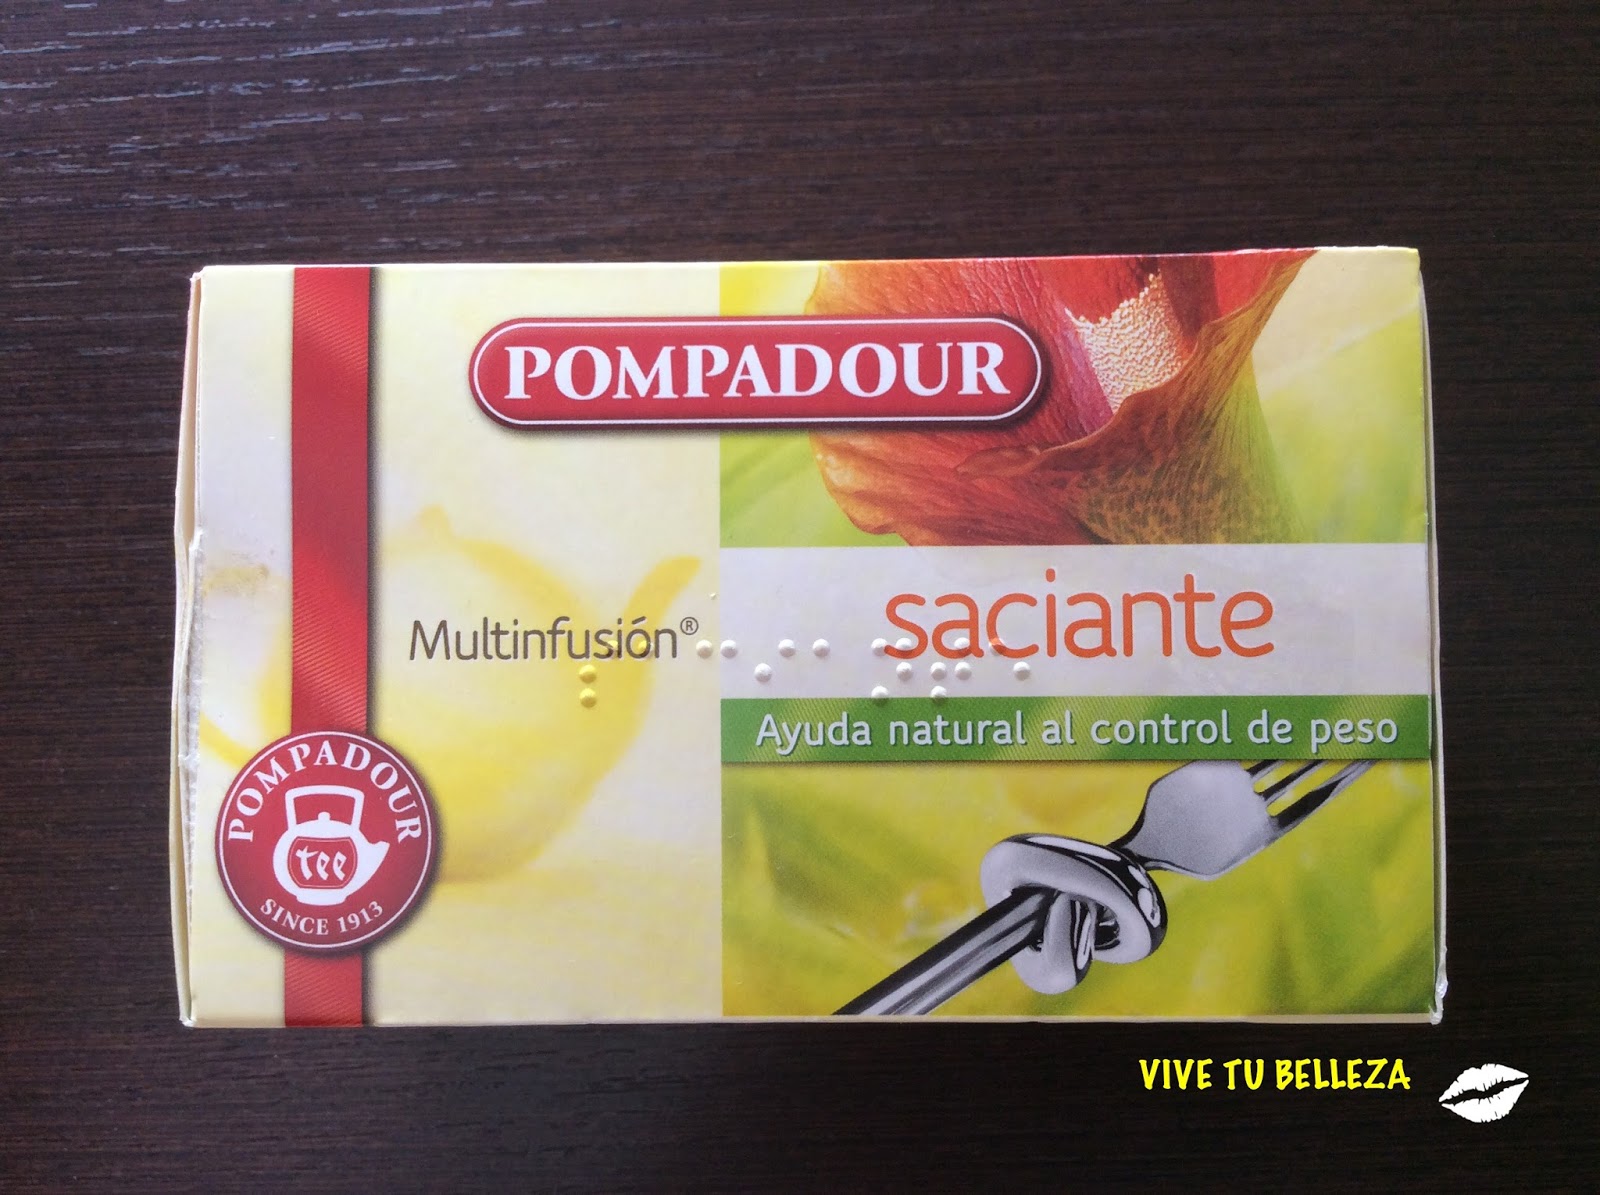 POMPADOUR
Multinfusión®
saciante
Ayuda natural al control de peso
POMPADOUR
tee
SINCE 1913
VIVE TU BELLEZA